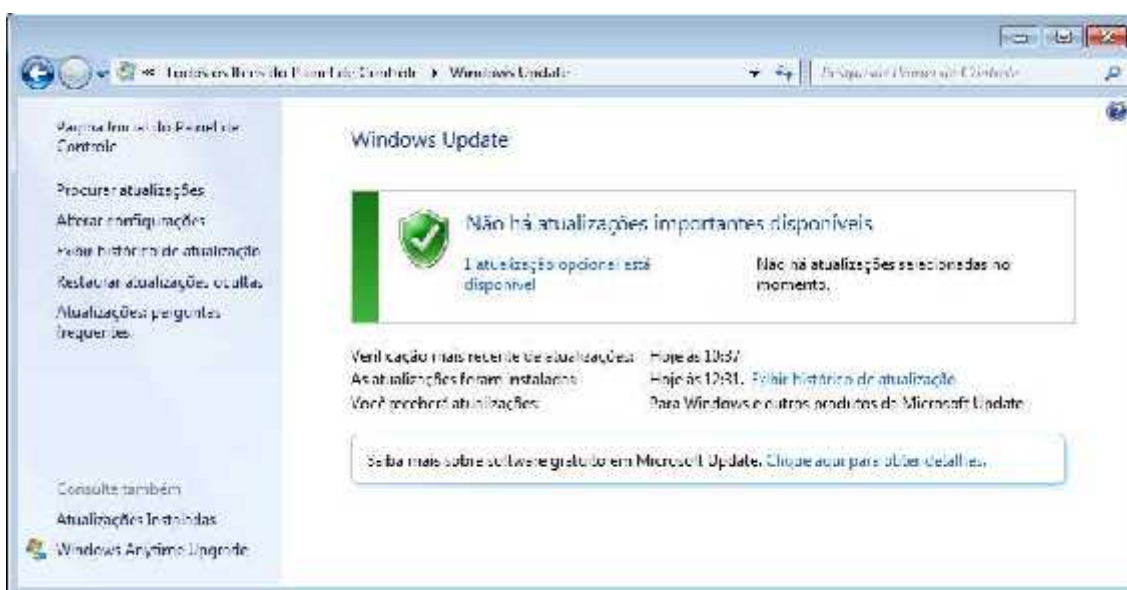 Todos os Itens do Painel de Controle ▸ Windows Update
Pesquisar Painel de Controle
Página Inicial do Painel de
Controle
Procurar atualizações
Alterar configurações
Exibir histórico de atualização
Restaurar atualizações ocultas
Atualizações: perguntas
frequentes
Consulte também
Atualizações Instaladas
Windows Anytime Upgrade
Windows Update
Não há atualizações importantes disponíveis
1 atualização opcional está
disponível
Não há atualizações selecionadas no
momento.
Verificação mais recente de atualizações: Hoje às 10:37
As atualizações foram instaladas: Hoje às 12:31. Exibir histórico de atualização
Você receberá atualizações: Para Windows e outros produtos do Microsoft Update
Saiba mais sobre software gratuito em Microsoft Update. Clique aqui para obter detalhes.